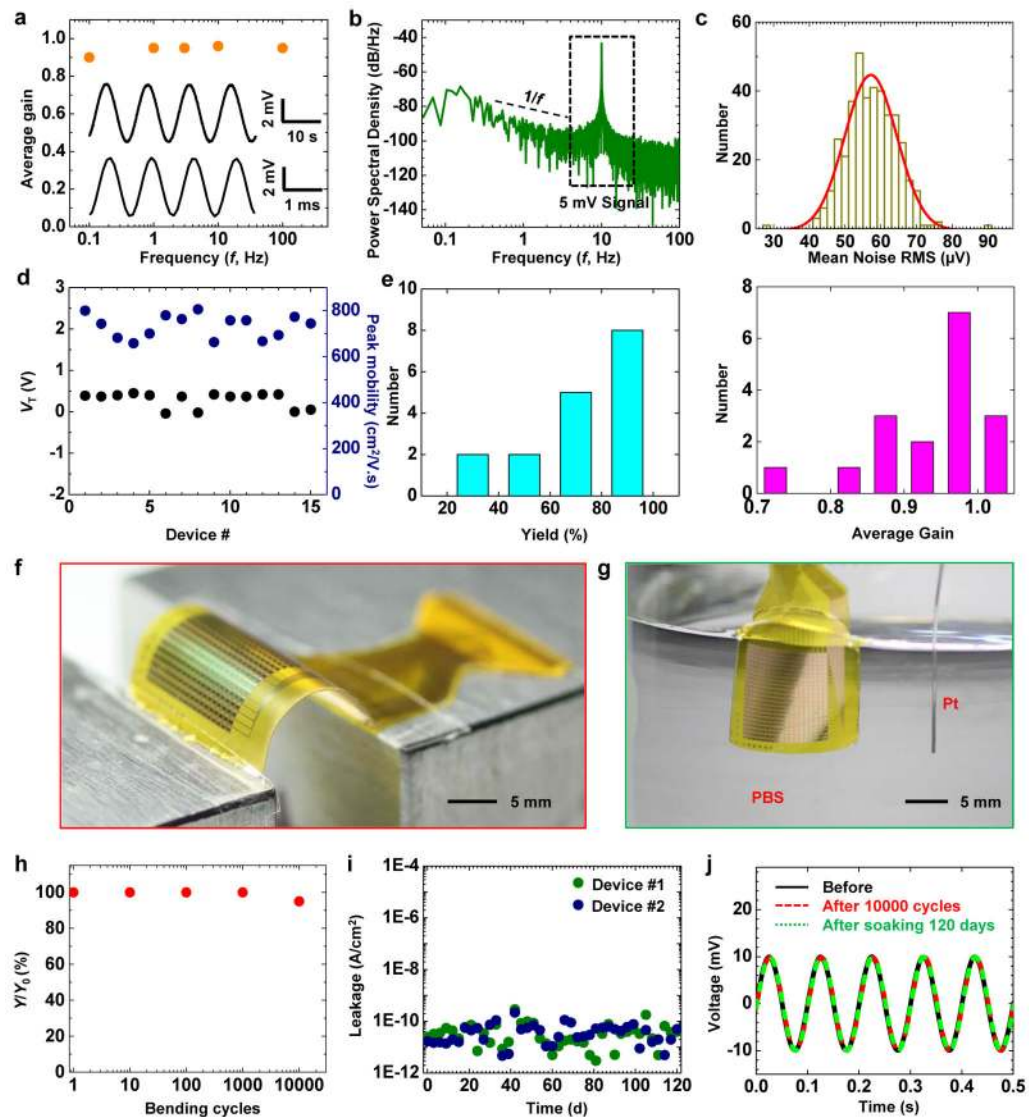 a
Average gain
1.0
0.8
0.6
0.4
0.2
0.0
2 mV
10 s
2 mV
1 ms
0.1 1 10 100
Frequency (f, Hz)
b
Power Spectral Density (dB/Hz)
-40
-60
-80
-100
-120
-140
1/f
5 mV Signal
0.1 1 10 100
Frequency (f, Hz)
c
Number
60
40
20
0
30 40 50 60 70 80 90
Mean Noise RMS (µV)
d
V_T (V)
3
2
1
0
-1
-2
800
600
400
200
0
Peak mobility (cm²/V.s)
0 5 10 15
Device #
e
Number
10
8
6
4
2
0
20 40 60 80 100
Yield (%)
Number
8
6
4
2
0
0.7 0.8 0.9 1.0
Average Gain
f
5 mm
g
Pt
PBS
5 mm
h
Y/Y₀ (%)
100
80
60
40
20
0
1 10 100 1000 10000
Bending cycles
i
Leakage (A/cm²)
1E-4
1E-6
1E-8
1E-10
1E-12
Device #1
Device #2
0 20 40 60 80 100 120
Time (d)
j
Voltage (mV)
20
10
0
-10
Before
After 10000 cycles
After soaking 120 days
0.0 0.1 0.2 0.3 0.4 0.5
Time (s)